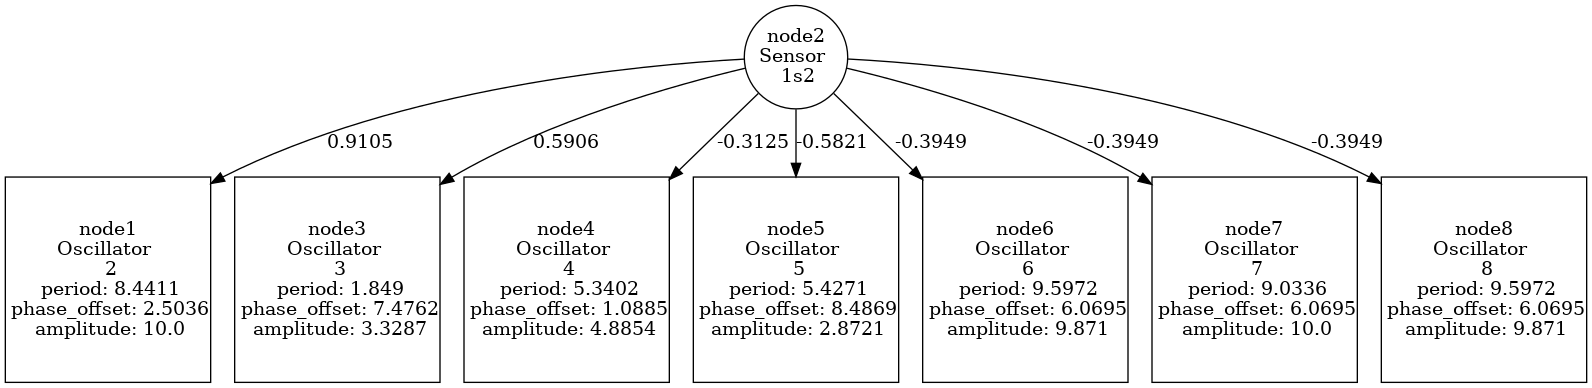 node2
Sensor
1s2
0.9105
0.5906
-0.3125
-0.5821
-0.3949
-0.3949
-0.3949
node1
Oscillator
2
period: 8.4411
phase_offset: 2.5036
amplitude: 10.0
node3
Oscillator
3
period: 1.849
phase_offset: 7.4762
amplitude: 3.3287
node4
Oscillator
4
period: 5.3402
phase_offset: 1.0885
amplitude: 4.8854
node5
Oscillator
5
period: 5.4271
phase_offset: 8.4869
amplitude: 2.8721
node6
Oscillator
6
period: 9.5972
phase_offset: 6.0695
amplitude: 9.871
node7
Oscillator
7
period: 9.0336
phase_offset: 6.0695
amplitude: 10.0
node8
Oscillator
8
period: 9.5972
phase_offset: 6.0695
amplitude: 9.871